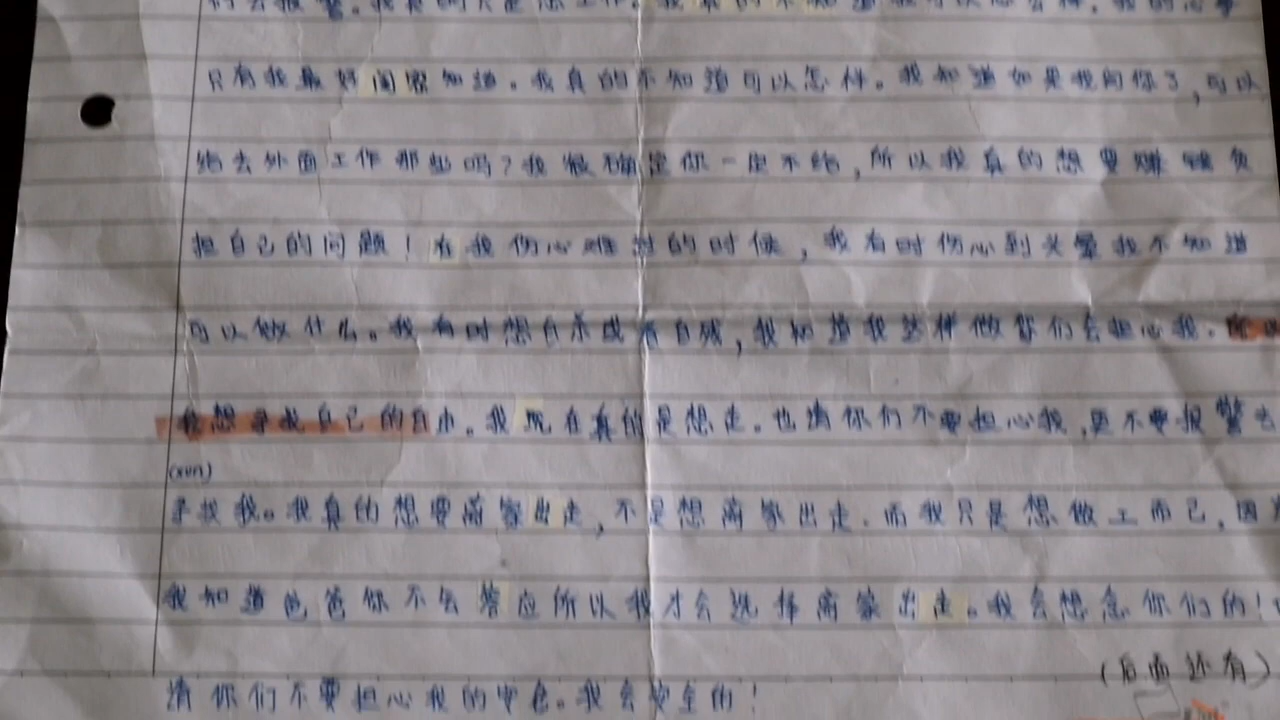 只有我最好闺密知道。我真的不知道可以怎样。我知道如果我问你了,可以
给去外面工作那些吗?我很确定你一定不给,所以我真的想要赚钱负
担自己的问题!在我伤心难过的时候,我有时伤心到头晕我不知道
可以做什么。我有时想自杀或者自残,我知道我这样做你们会担心我。
我想寻找自己的自由。我现在真的是想走。也请你们不要担心我,更不要报警去
(xun)
寻找我。我真的想要离家出走,不是想离家出走.而我只是想做工而已,因为
我知道爸爸你不会答应所以我才会选择离家出走。我会想念你们的!
(后面还有)
请你们不要担心我的安危。我会安全的!